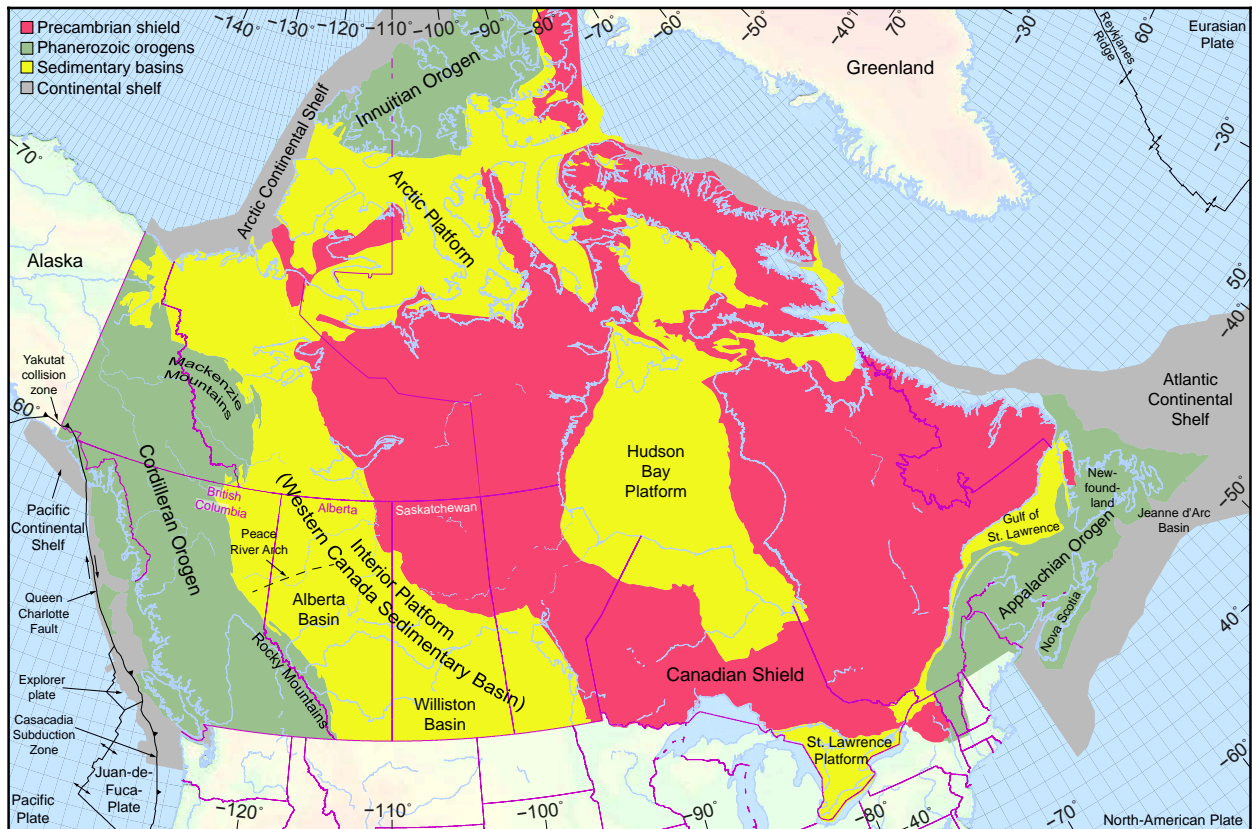 Precambrian shield
Phanerozoic orogens
Sedimentary basins
Continental shelf
−140°
−130°
−120°
−110°
−100°
−90°
−80°
−70°
−60°
−50°
−40°
70°
−30°
60°
Reykjanes
Ridge
Eurasian
Plate
Greenland
−30°
Innuitian Orogen
Arctic Continental Shelf
−70°
Arctic Platform
Alaska
50°
−40°
Yakutat
collision
zone
60°
Mackenzie
Mountains
Atlantic
Continental
Shelf
Cordilleran Orogen
Hudson
Bay
Platform
New-
found-
land
−50°
British
Columbia
Alberta
Saskatchewan
Pacific
Continental
Shelf
Gulf of
St. Lawrence
Jeanne d'Arc
Basin
Peace
River Arch
Interior Platform
(Western Canada Sedimentary Basin)
Appalachian Orogen
Alberta
Basin
Queen
Charlotte
Fault
Nova Scotia
40°
Rocky Mountains
Canadian Shield
Explorer
plate
Williston
Basin
Casacadia
Subduction
Zone
St. Lawrence
Platform
−60°
Juan-de-
Fuca-
Plate
Pacific
Plate
−120°
−110°
−100°
−90°
−80°
−40°
−70°
North-American Plate